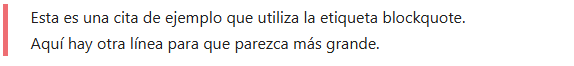 Esta es una cita de ejemplo que utiliza la etiqueta blockquote.
Aquí hay otra línea para que parezca más grande.